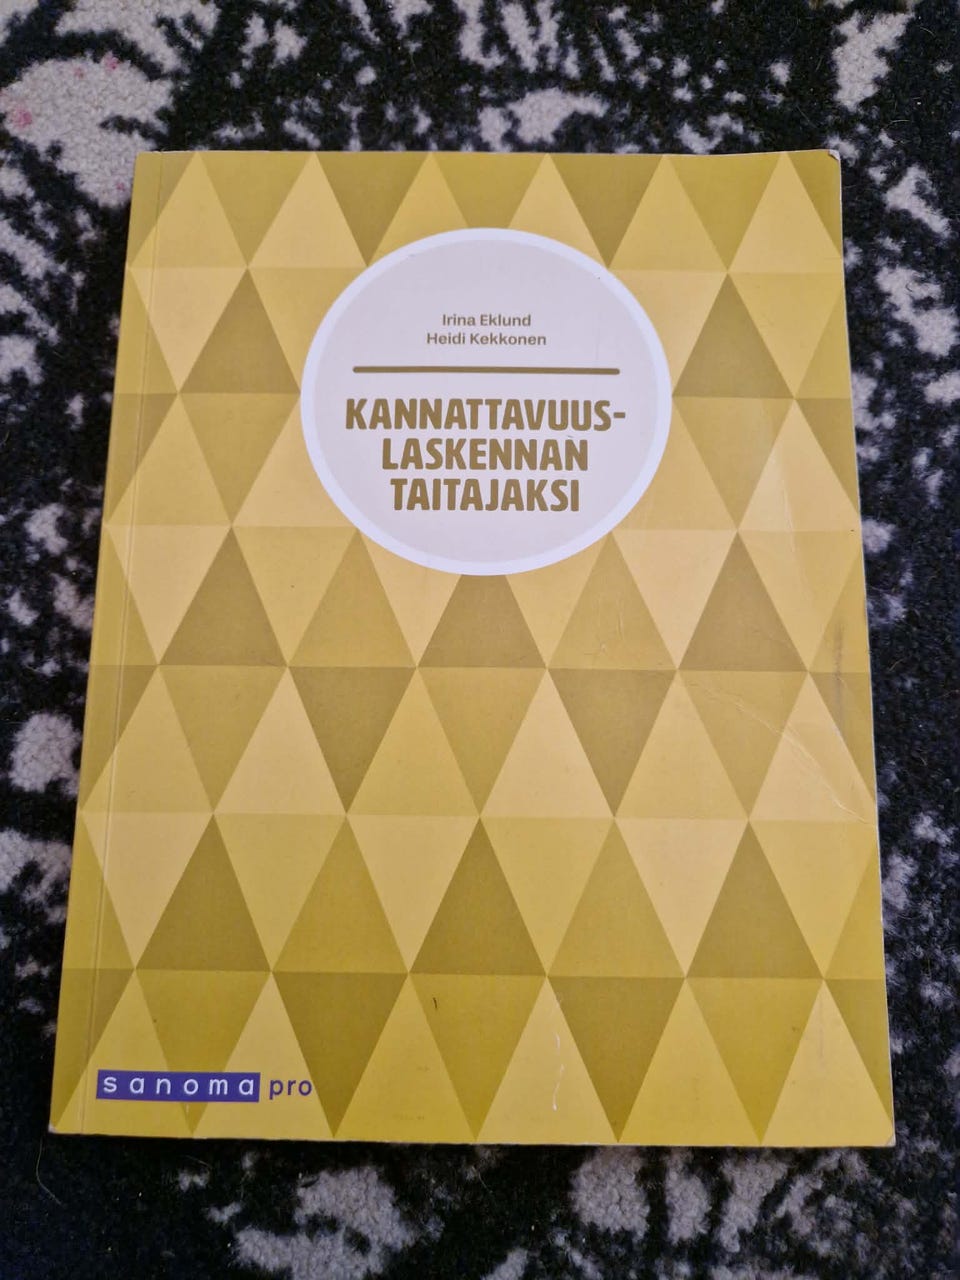 Irina Eklund
Heidi Kekkonen
KANNATTAVUUS-
LASKENNAN
TAITAJAKSI
sanoma pro